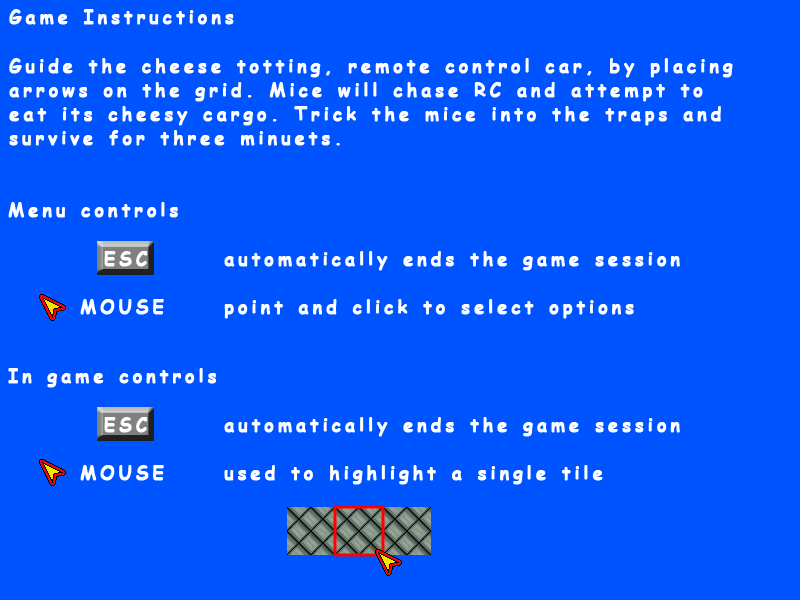 Game Instructions
Guide the cheese totting, remote control car, by placing
arrows on the grid. Mice will chase RC and attempt to
eat its cheesy cargo. Trick the mice into the traps and
survive for three minuets.
Menu controls
ESC automatically ends the game session
MOUSE point and click to select options
In game controls
ESC automatically ends the game session
MOUSE used to highlight a single tile